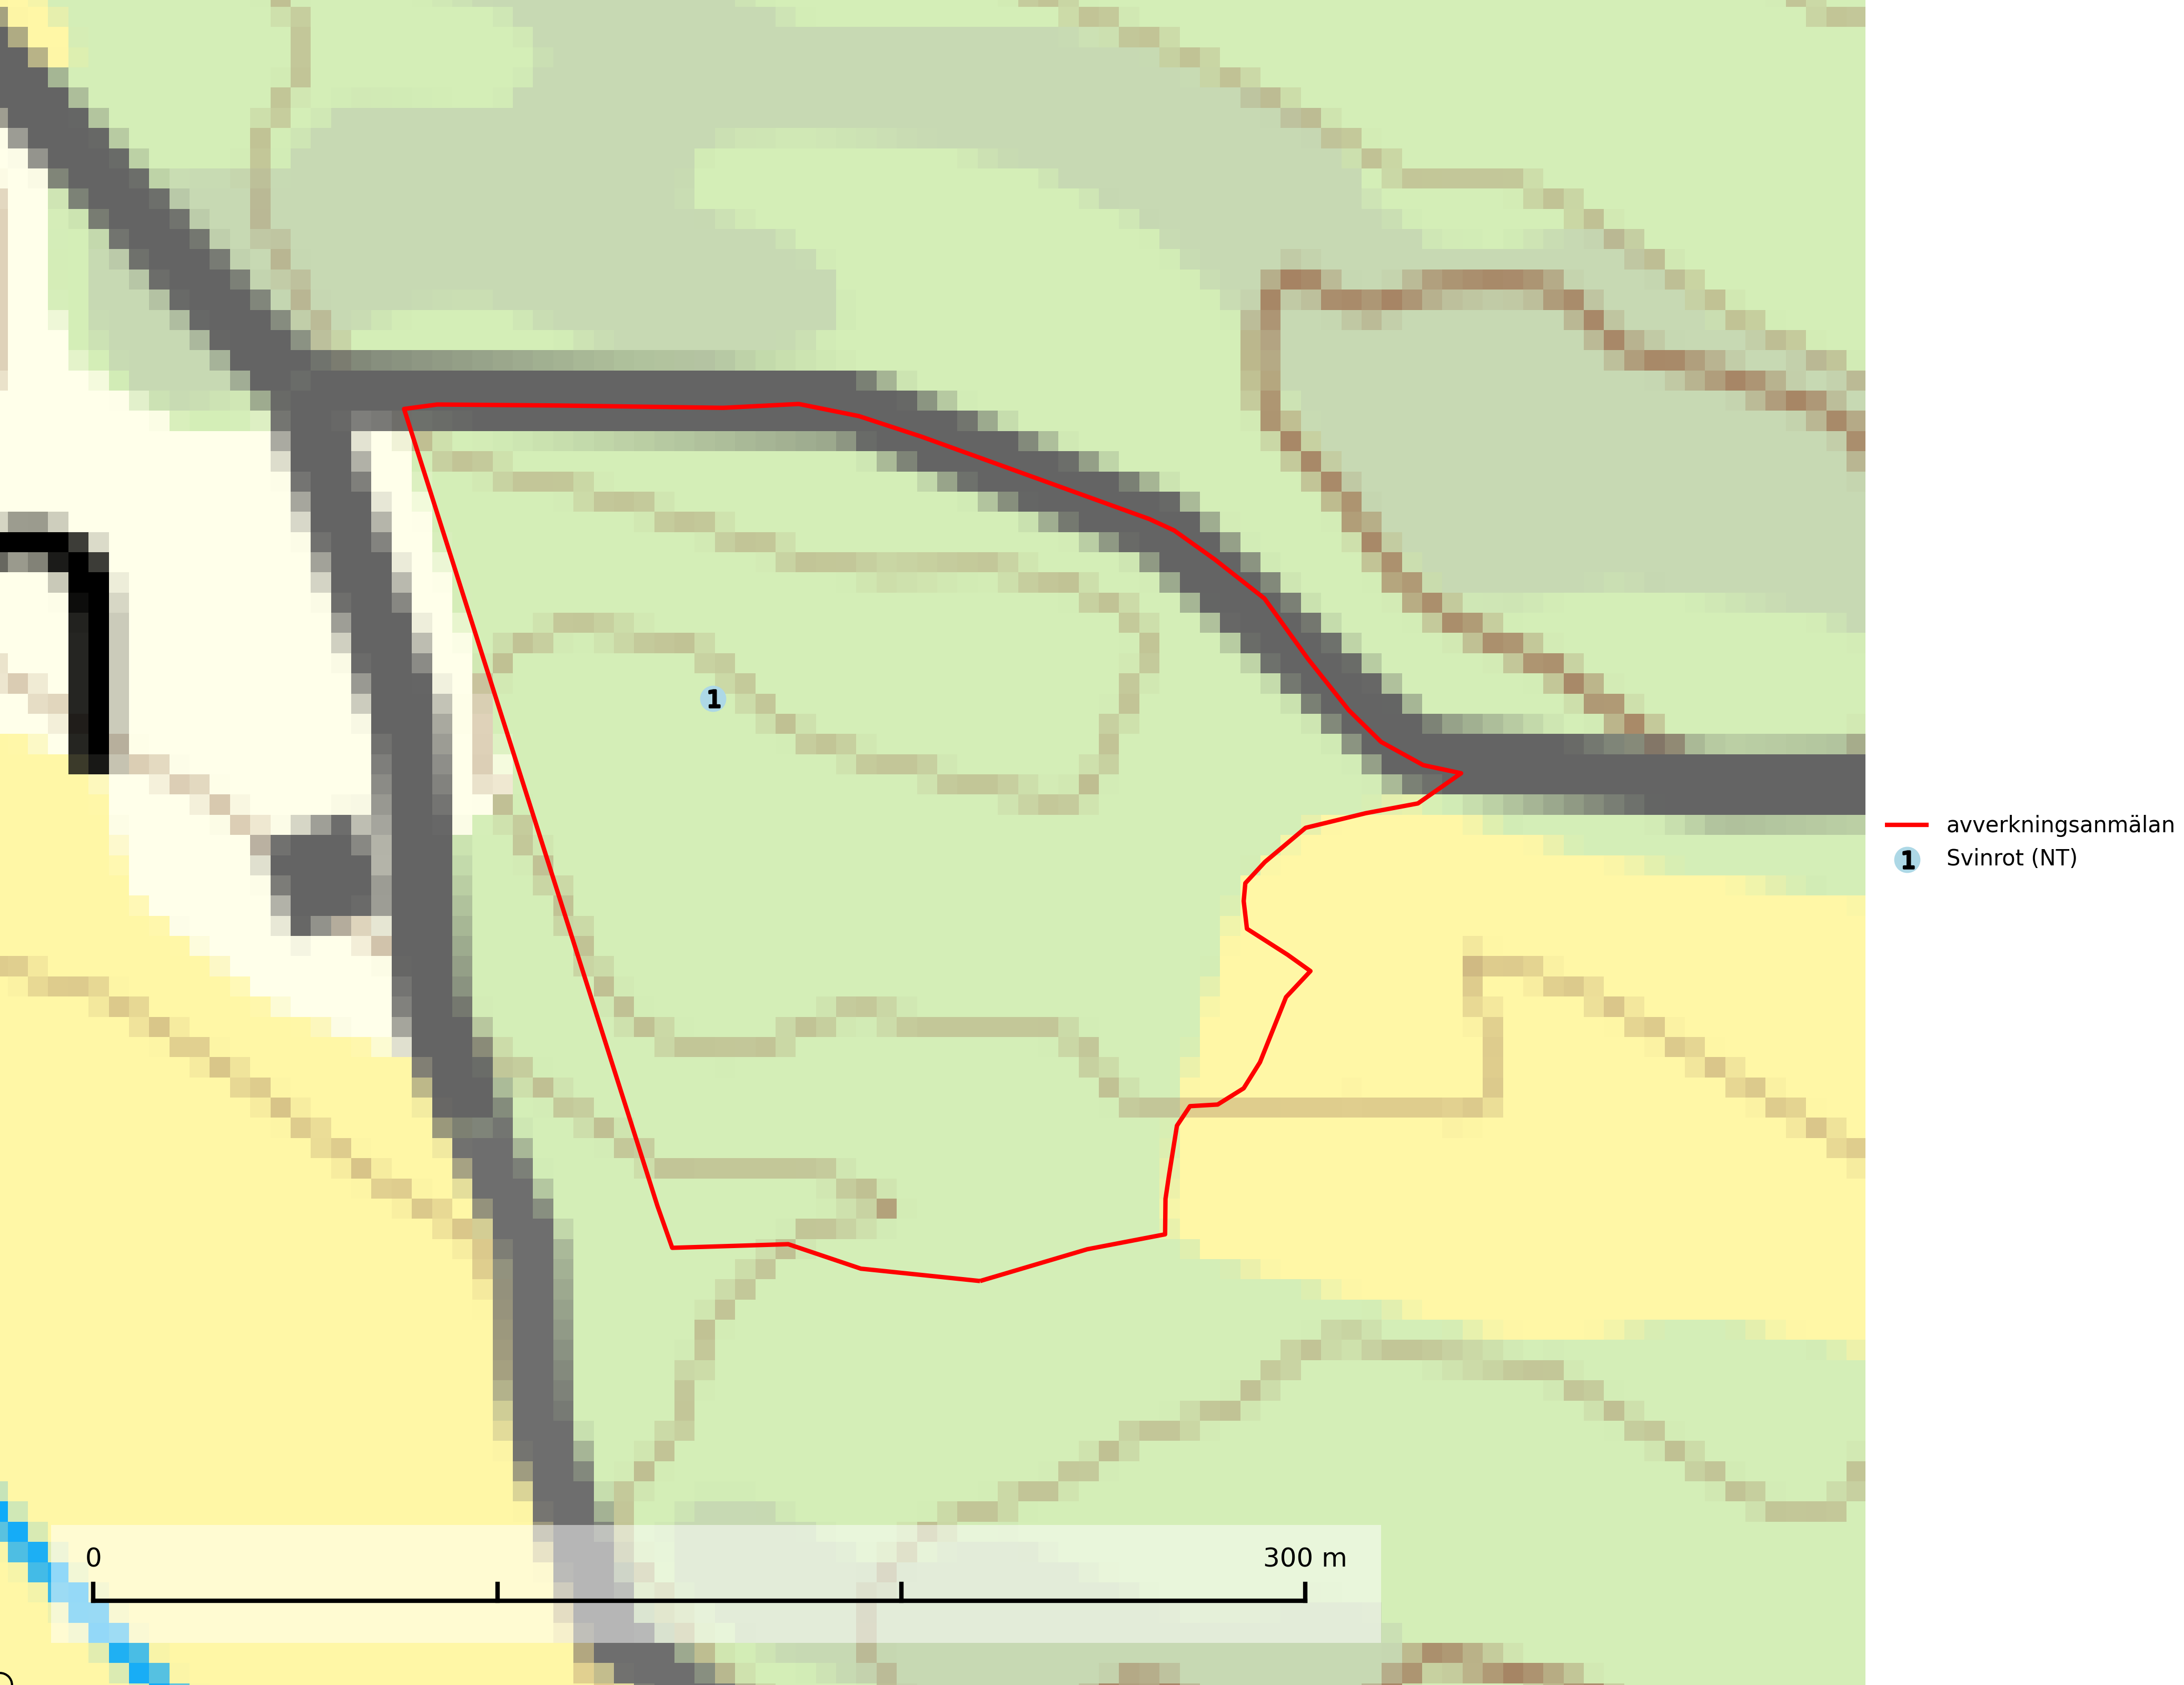 1
avverkningsanmälan
1 Svinrot (NT)
0 300 m